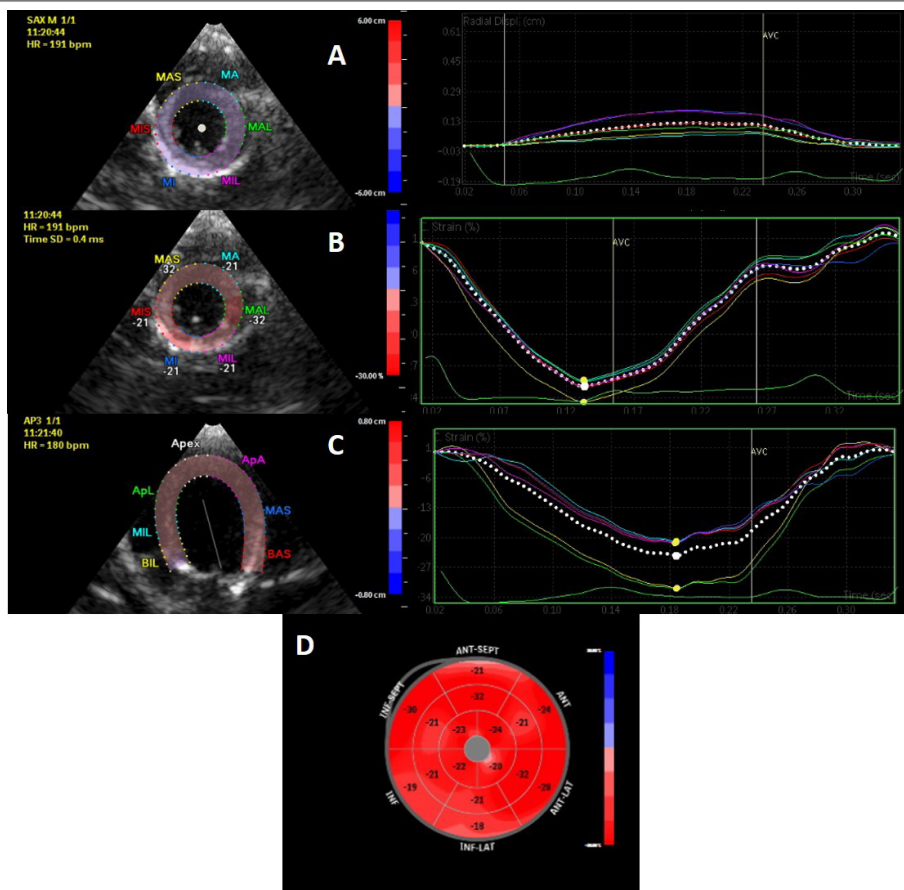 SAX M 1/1
11:20:44
HR = 191 bpm
A
MAS
MA
MIS
MAL
MI
MIL
6.00 cm
-6.00 cm
Radial Displ.(cm)
0.61
0.45
0.29
0.13
-0.03
-0.19
AVC
Time (sec)
0.02
0.06
0.10
0.14
0.18
0.22
0.26
0.30
11:20:44
HR = 191 bpm
Time SD = 0.4 ms
B
MAS
-32
MA
-21
MIS
-21
MAL
-32
MI
-21
MIL
-21
-30.00 %
C. Strain (%)
AVC
0.07
0.12
0.17
0.22
0.27
0.32
AP3 1/1
11:21:40
HR = 180 bpm
C
Apex
ApA
ApL
MAS
MIL
BAS
BIL
0.80 cm
-0.80 cm
C. Strain (%)
1
-6
-13
-20
-27
-34
AVC
Time (sec)
0.02
0.06
0.10
0.14
0.18
0.22
0.26
0.30
D
ANT-SEPT
INF-SEPT
ANT
INF
ANT-LAT
INF-LAT
-21
-32
-30
-24
-21
-23
-24
-21
-22
-20
-21
-32
-19
-28
-21
-18